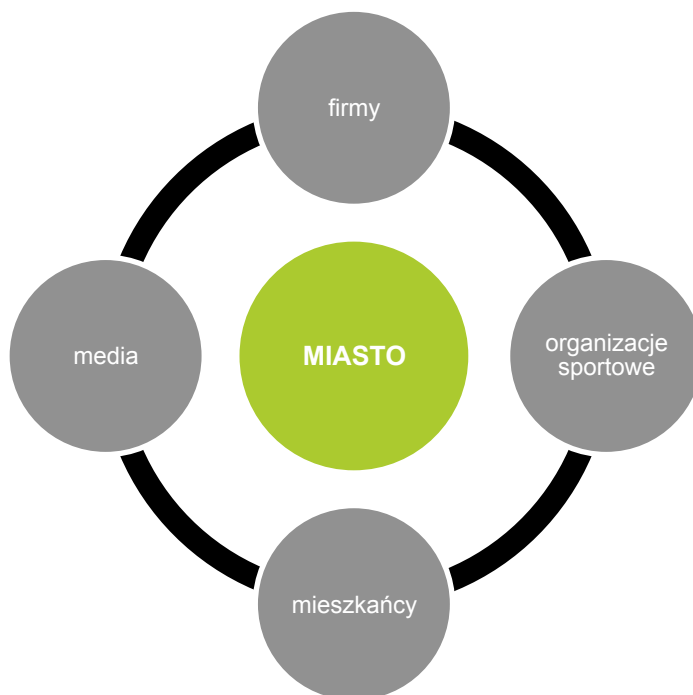 firmy
media
MIASTO
organizacje
sportowe
mieszkańcy